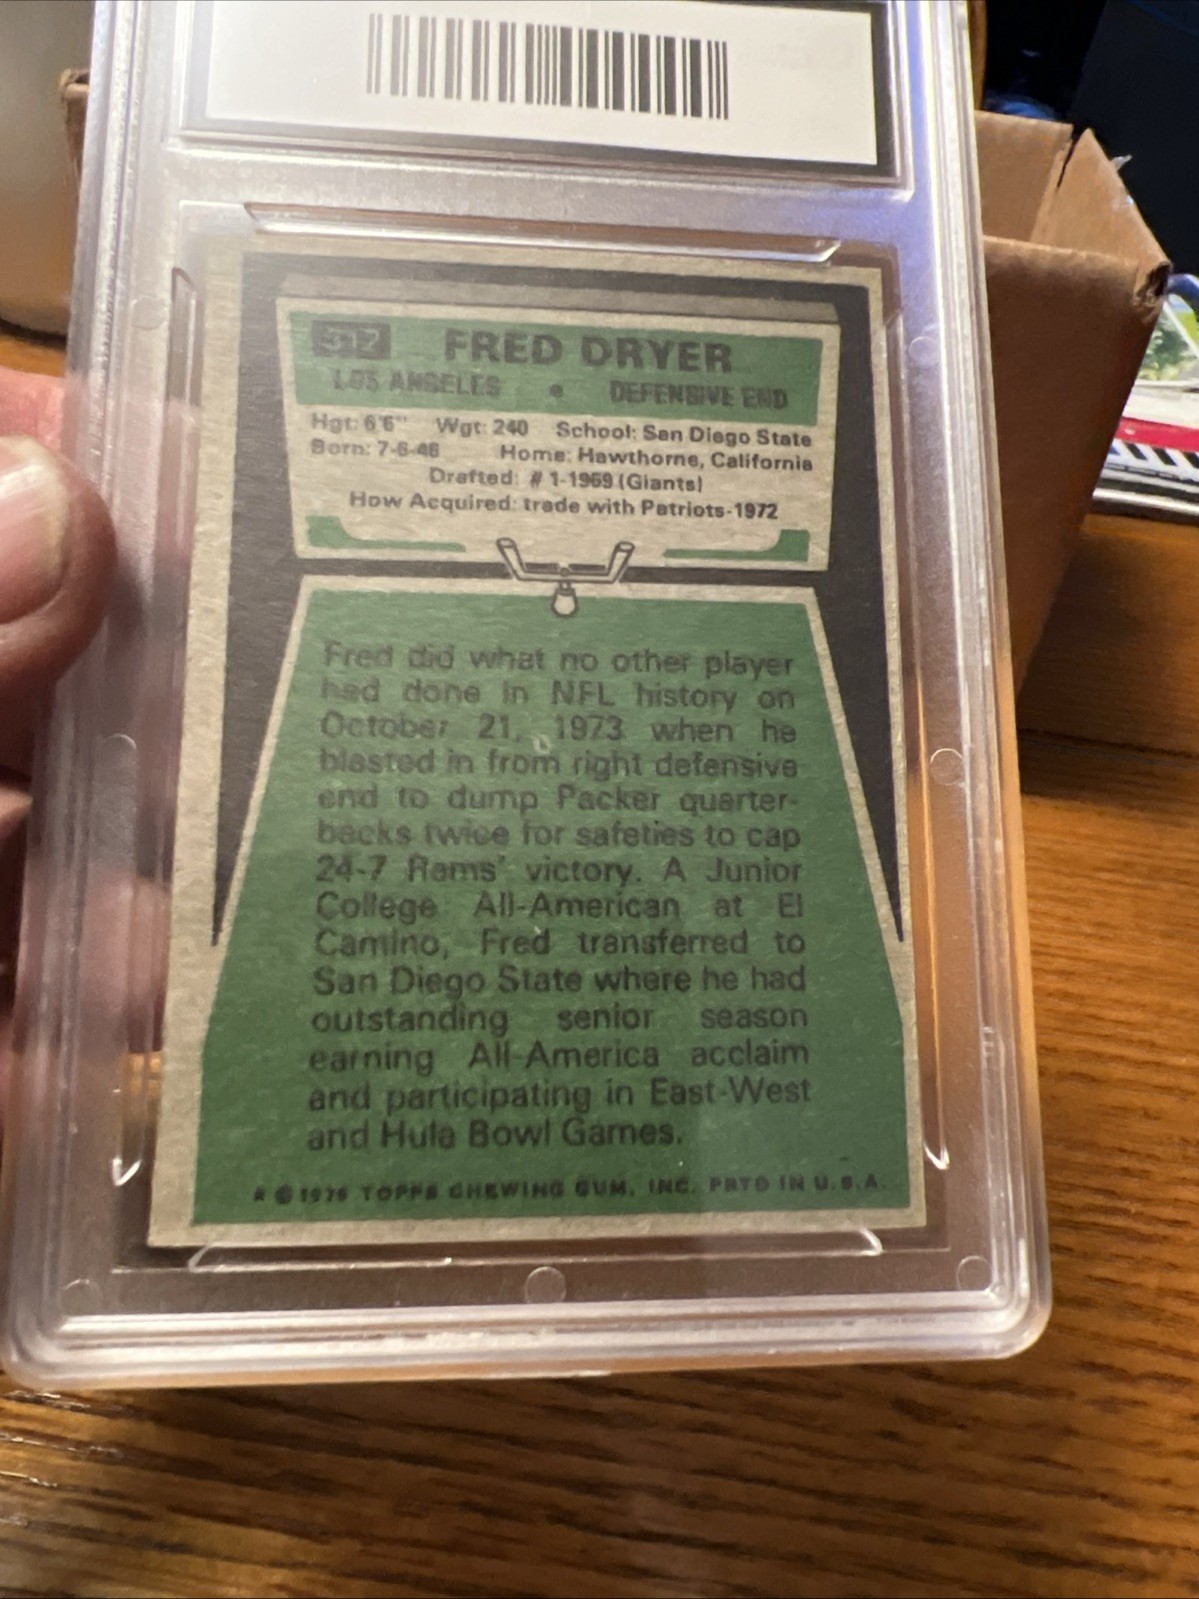 312 FRED DRYER
LOS ANGELES • DEFENSIVE END
Hgt: 6'6" Wgt: 240 School: San Diego State
Born: 7-6-46 Home: Hawthorne, California
Drafted: # 1-1969 (Giants)
How Acquired: trade with Patriots-1972
Fred did what no other player
had done in NFL history on
October 21, 1973 when he
blasted in from right defensive
end to dump Packer quarter-
backs twice for safeties to cap
24-7 Rams' victory. A Junior
College All-American at El
Camino, Fred transferred to
San Diego State where he had
outstanding senior season
earning All-America acclaim
and participating in East-West
and Hula Bowl Games.
© 1975 TOPPS CHEWING GUM, INC. PRTD IN U.S.A.